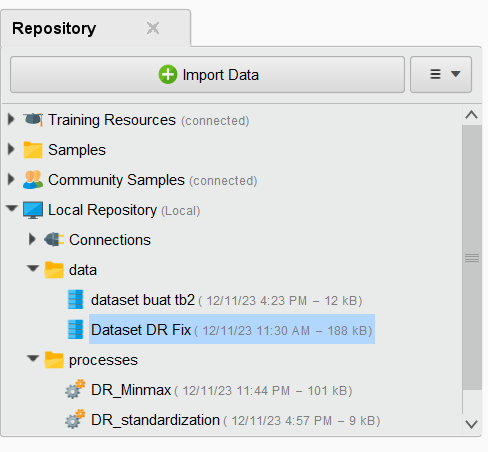 Repository
Import Data
Training Resources (connected)
Samples
Community Samples (connected)
Local Repository (Local)
Connections
data
dataset buat tb2 ( 12/11/23 4:23 PM – 12 kB)
Dataset DR Fix ( 12/11/23 11:30 AM – 188 kB)
processes
DR_Minmax ( 12/11/23 11:44 PM – 101 kB)
DR_standardization ( 12/11/23 4:57 PM – 9 kB)